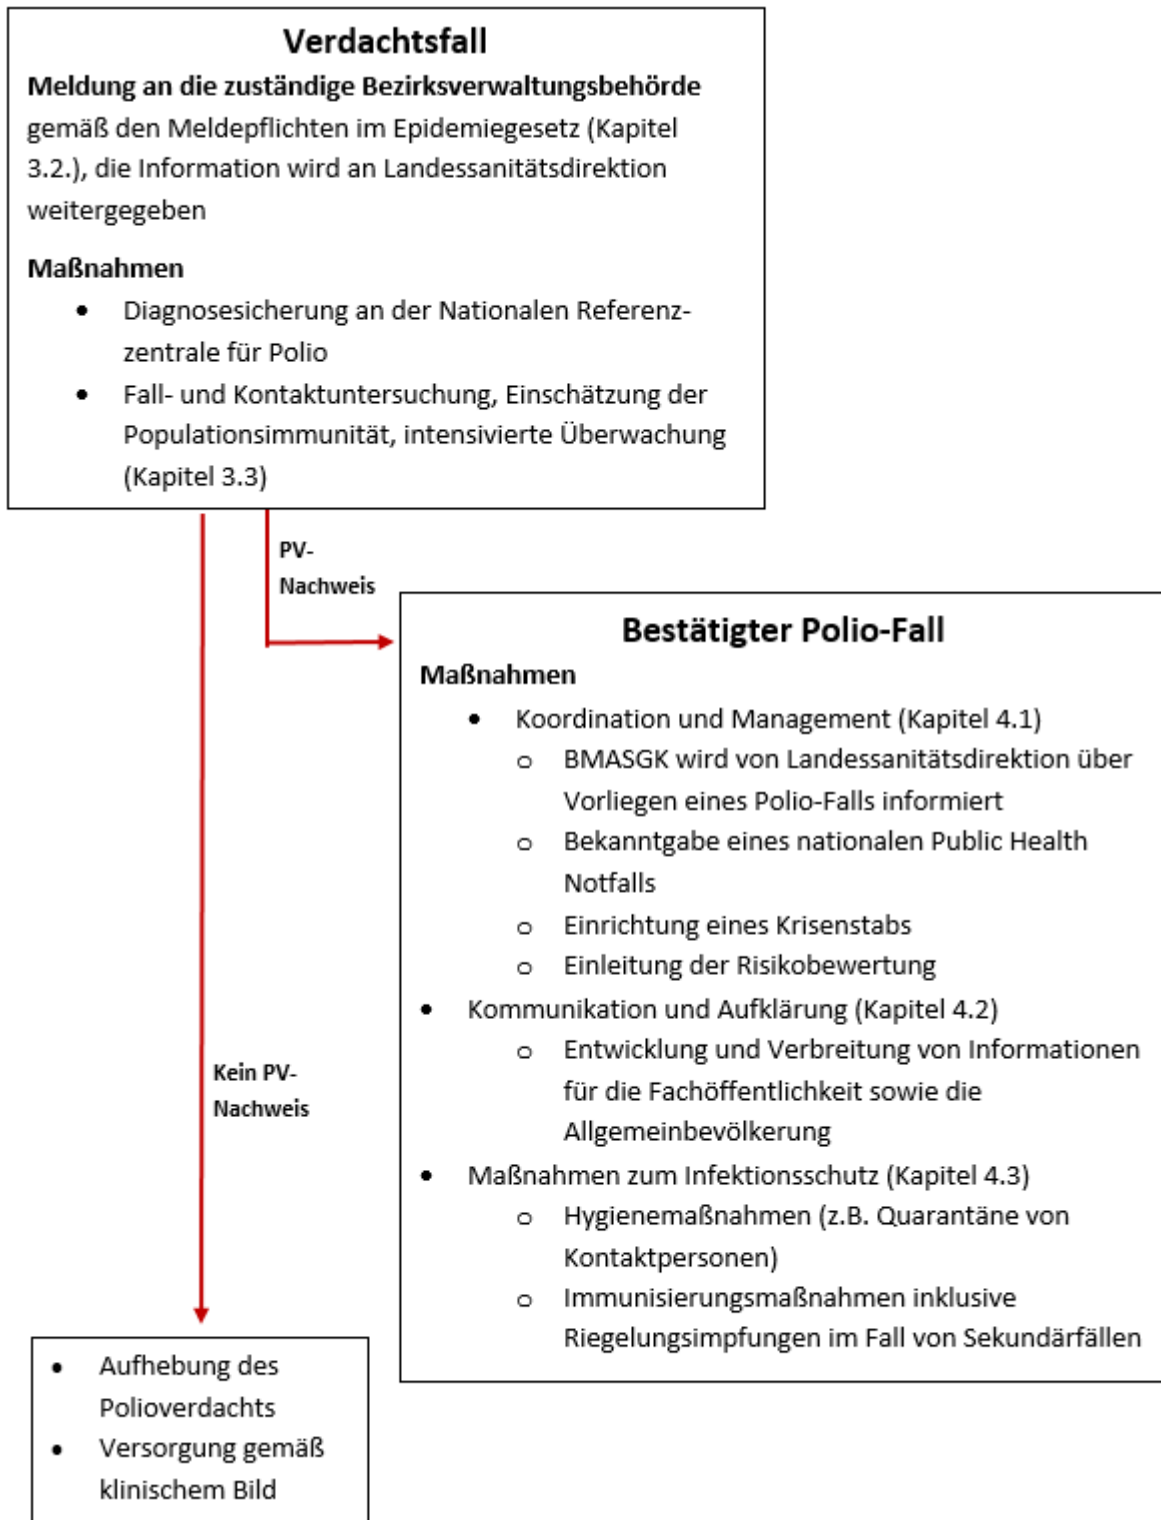 Verdachtsfall
Meldung an die zuständige Bezirksverwaltungsbehörde
gemäß den Meldepflichten im Epidemiegesetz (Kapitel
3.2.), die Information wird an Landessanitätsdirektion
weitergegeben
Maßnahmen
• Diagnosesicherung an der Nationalen Referenz-
zentrale für Polio
• Fall- und Kontaktuntersuchung, Einschätzung der
Populationsimmunität, intensivierte Überwachung
(Kapitel 3.3)
PV-
Nachweis
Bestätigter Polio-Fall
Maßnahmen
• Koordination und Management (Kapitel 4.1)
o BMASGK wird von Landessanitätsdirektion über
Vorliegen eines Polio-Falls informiert
o Bekanntgabe eines nationalen Public Health
Notfalls
o Einrichtung eines Krisenstabs
o Einleitung der Risikobewertung
• Kommunikation und Aufklärung (Kapitel 4.2)
o Entwicklung und Verbreitung von Informationen
für die Fachöffentlichkeit sowie die
Allgemeinbevölkerung
• Maßnahmen zum Infektionsschutz (Kapitel 4.3)
o Hygienemaßnahmen (z.B. Quarantäne von
Kontaktpersonen)
o Immunisierungsmaßnahmen inklusive
Riegelungsimpfungen im Fall von Sekundärfällen
Kein PV-
Nachweis
• Aufhebung des
Polioverdachts
• Versorgung gemäß
klinischem Bild